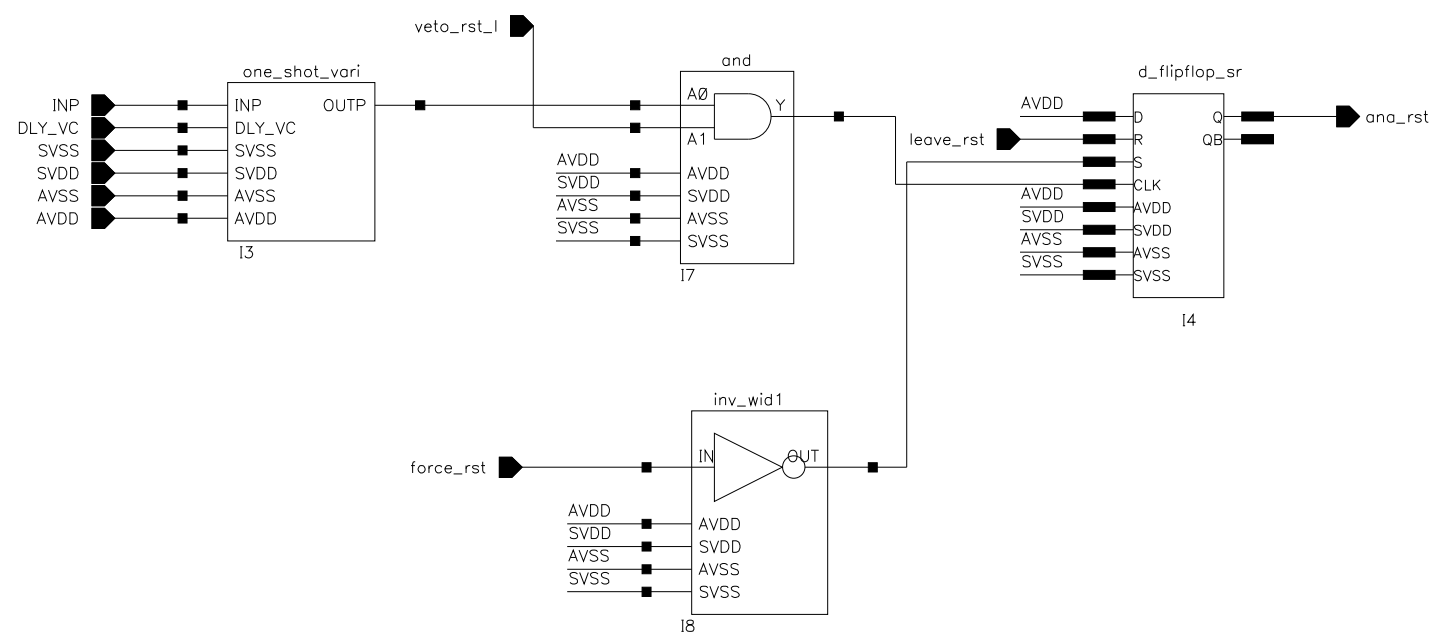 veto_rst_l
one_shot_vari
INP
DLY_VC
SVSS
SVDD
AVSS
AVDD
INP OUTP
DLY_VC
SVSS
SVDD
AVSS
AVDD
I3
and
A0 Y
A1
AVDD
SVDD
AVSS
SVSS
AVDD
SVDD
AVSS
SVSS
I7
d_flipflop_sr
AVDD
leave_rst
AVDD
SVDD
AVSS
SVSS
D Q
R QB
S
CLK
AVDD
SVDD
AVSS
SVSS
ana_rst
I4
inv_wid1
force_rst
IN OUT
AVDD
SVDD
AVSS
SVSS
AVDD
SVDD
AVSS
SVSS
I8